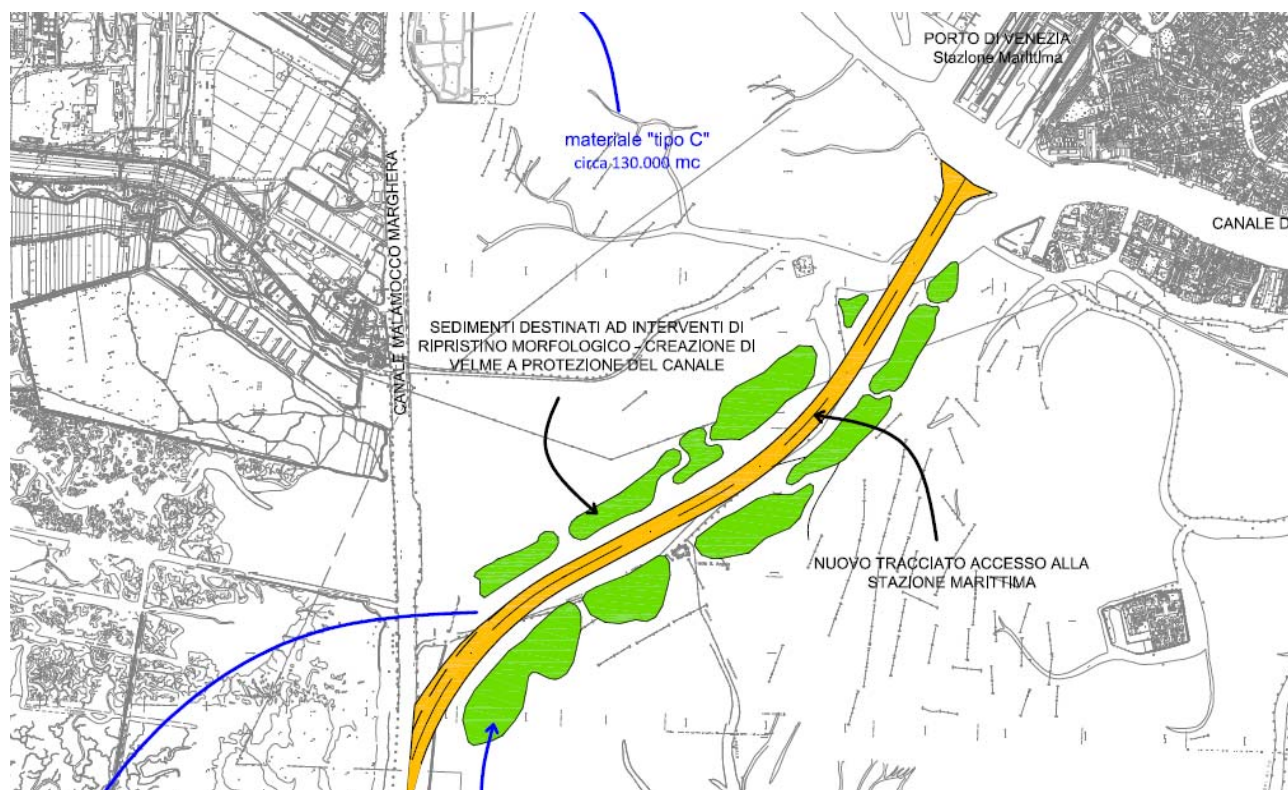 PORTO DI VENEZIA
Stazione Marittima
materiale "tipo C"
circa 130.000 mc
CANALE MALAMOCCO MARGHERA
CANALE D
SEDIMENTI DESTINATI AD INTERVENTI DI
RIPRISTINO MORFOLOGICO - CREAZIONE DI
VELME A PROTEZIONE DEL CANALE
NUOVO TRACCIATO ACCESSO ALLA
STAZIONE MARITTIMA